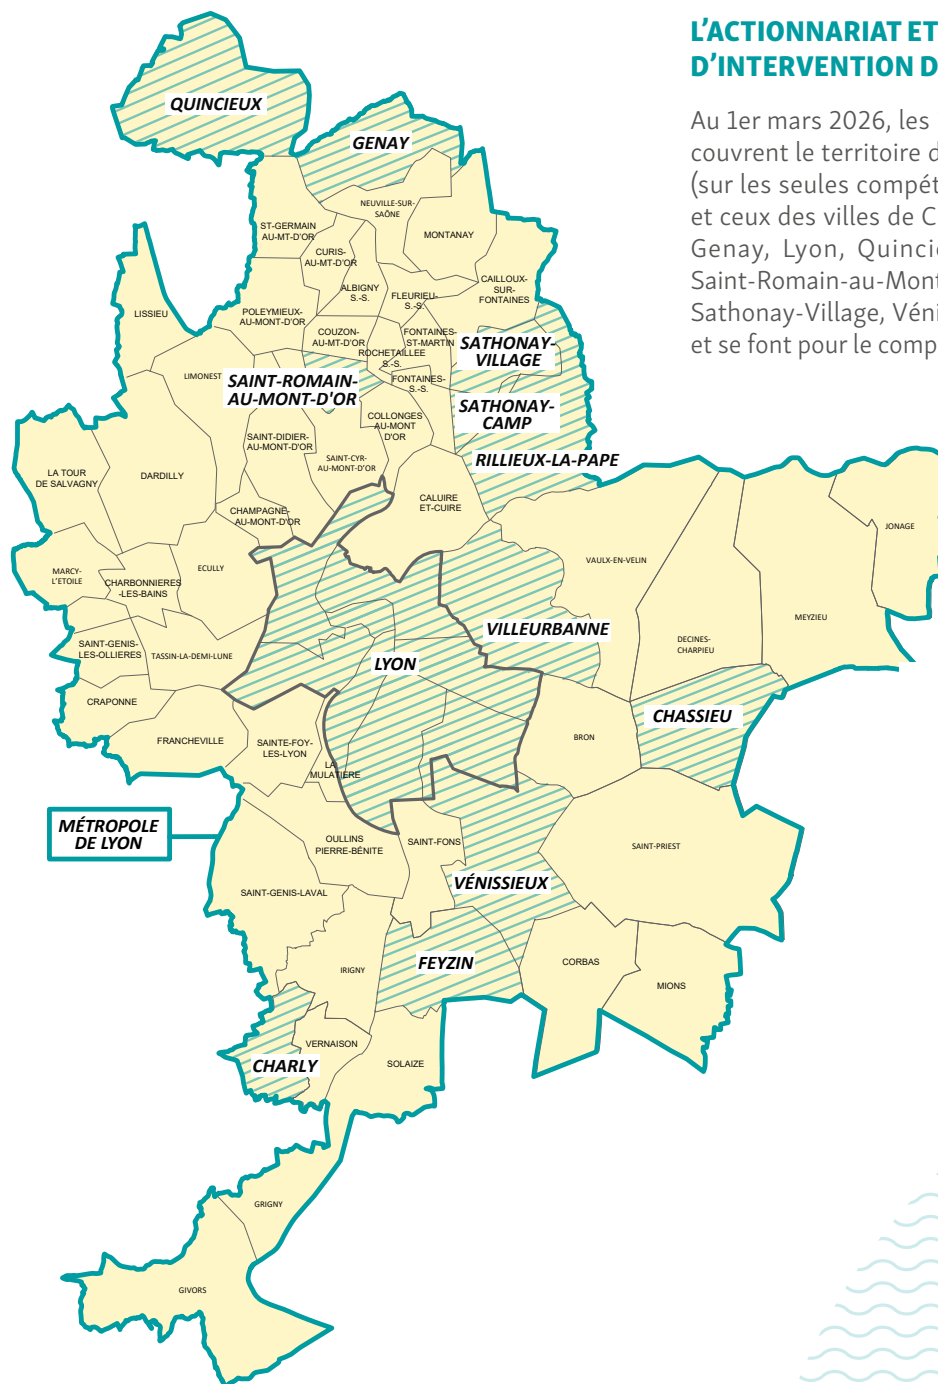 L'ACTIONNARIAT ET
D'INTERVENTION D
Au 1er mars 2026, les
couvrent le territoire d
(sur les seules compét
et ceux des villes de C
Genay, Lyon, Quincie
Saint-Romain-au-Mont
Sathonay-Village, Véni
et se font pour le comp
QUINCIEUX
GENAY
NEUVILLE-SUR-
SAÔNE
ST-GERMAIN
AU-MT-D'OR
MONTANAY
CURIS-
AU-MT-D'OR
CAILLOUX-
SUR-
FONTAINES
ALBIGNY
S.-S.
FLEURIEU-
S.-S.
LISSIEU
POLEYMIEUX-
AU-MONT-D'OR
COUZON-
AU-MT-D'OR
FONTAINES-
ST-MARTIN
SATHONAY-
VILLAGE
ROCHETAILLEE
S.-S.
LIMONEST
FONTAINES-
S.-S.
SAINT-ROMAIN-
AU-MONT-D'OR
SATHONAY-
CAMP
COLLONGES
AU-MONT
D'OR
SAINT-DIDIER-
AU-MONT-D'OR
SAINT-CYR-
AU-MONT-D'OR
RILLIEUX-LA-PAPE
LA TOUR
DE SALVAGNY
DARDILLY
CALUIRE
ET-CUIRE
CHAMPAGNE-
AU-MONT-D'OR
JONAGE
VAULX-EN-VELIN
MARCY-
L'ETOILE
ECULLY
CHARBONNIERES
-LES-BAINS
MEYZIEU
VILLEURBANNE
DECINES-
CHARPIEU
SAINT-GENIS-
LES-OLLIERES
TASSIN-LA-DEMI-LUNE
LYON
CRAPONNE
CHASSIEU
FRANCHEVILLE
SAINTE-FOY-
LES-LYON
BRON
LA
MULATIERE
MÉTROPOLE
DE LYON
OULLINS
PIERRE-BÉNITE
SAINT-FONS
SAINT-PRIEST
SAINT-GENIS-LAVAL
VÉNISSIEUX
FEYZIN
CORBAS
IRIGNY
MIONS
VERNAISON
CHARLY
SOLAIZE
GRIGNY
GIVORS